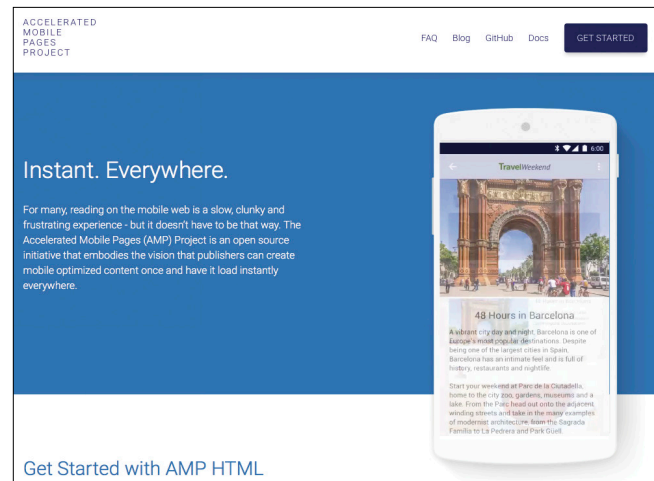 ACCELERATED
MOBILE
PAGES
PROJECT
FAQ Blog GitHub Docs GET STARTED
Instant. Everywhere.
For many, reading on the mobile web is a slow, clunky and
frustrating experience - but it doesn't have to be that way. The
Accelerated Mobile Pages (AMP) Project is an open source
initiative that embodies the vision that publishers can create
mobile optimized content once and have it load instantly
everywhere.
6:00
TravelWeekend
48 Hours in Barcelona
A vibrant city day and night, Barcelona is one of
Europe's most popular destinations. Despite
being one of the largest cities in Spain,
Barcelona has an intimate feel and is full of
history, restaurants and nightlife.
Start your weekend at Parc de la Ciutadella,
home to the city zoo, gardens, museums and a
lake. From the Parc head out onto the adjacent
winding streets and take in the many examples
of modernist architecture, from the Sagrada
Familia to La Pedrera and Park Güell.
Get Started with AMP HTML